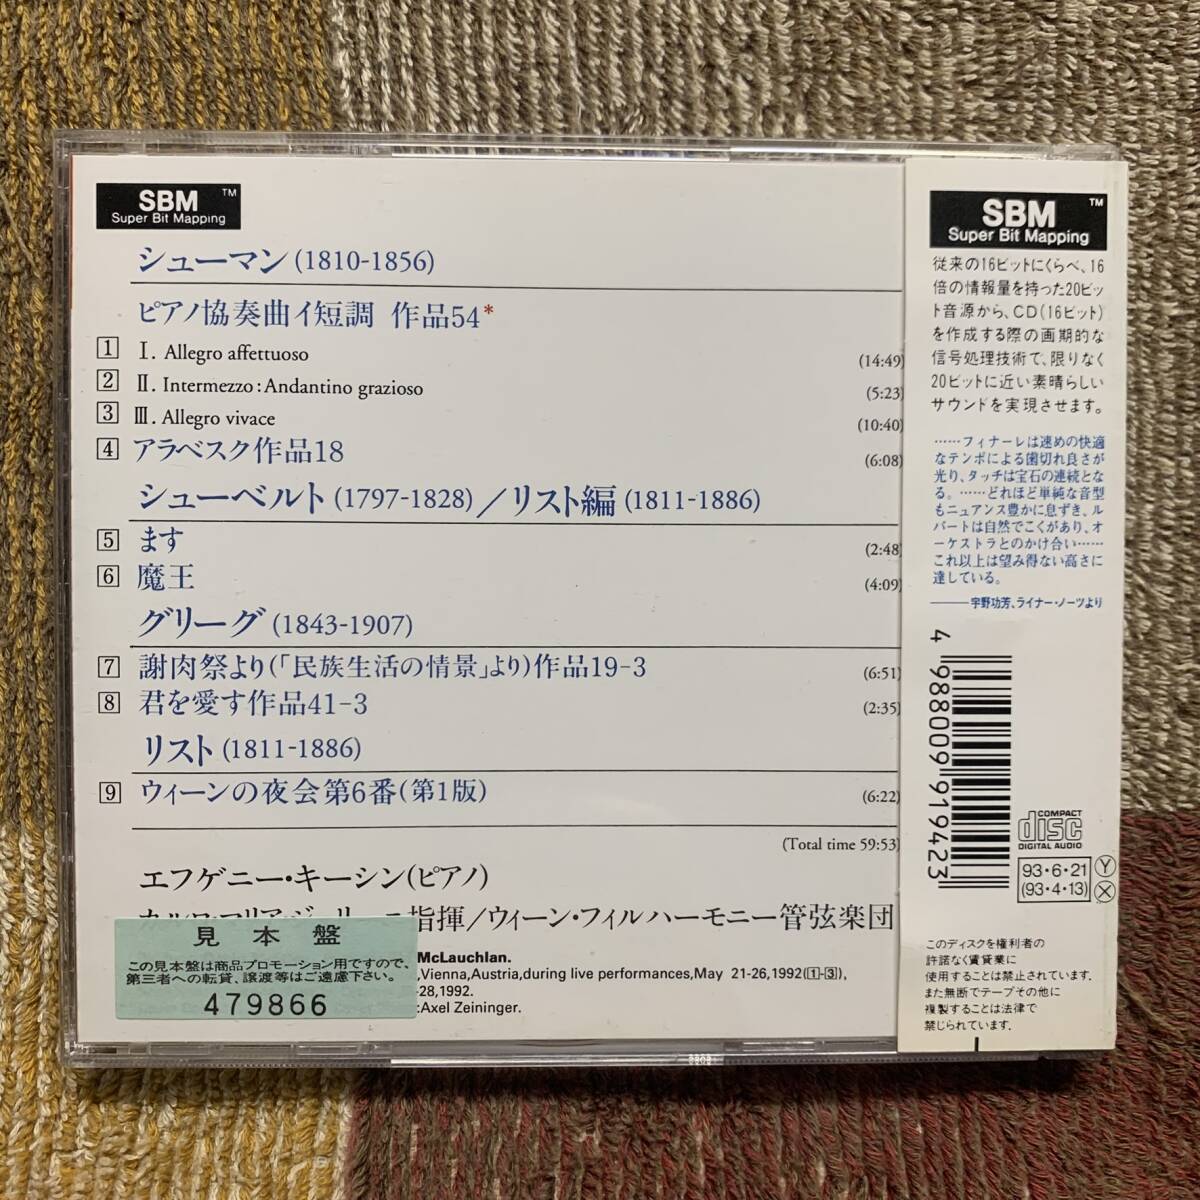 SBM™
Super Bit Mapping
シューマン(1810-1856)
ピアノ協奏曲イ短調 作品54*
1 Ⅰ. Allegro affettuoso (14:49)
2 Ⅱ. Intermezzo:Andantino grazioso (5:23)
3 Ⅲ. Allegro vivace (10:40)
4 アラベスク作品18 (6:08)
シューベルト(1797-1828)／リスト編(1811-1886)
5 ます (2:48)
6 魔王 (4:09)
グリーグ(1843-1907)
7 謝肉祭より(「民族生活の情景」より)作品19-3 (6:51)
8 君を愛す作品41-3 (2:35)
リスト(1811-1886)
9 ウィーンの夜会第6番(第1版) (6:22)
(Total time 59:53)
エフゲニー・キーシン(ピアノ)
指揮／ウィーン・フィルハーモニー管弦楽団
McLauchlan.
,Vienna,Austria,during live performances,May 21-26,1992(1-3),
-28,1992.
:Axel Zeininger.
見本盤
この見本盤は商品プロモーション用ですので、
第三者への転貸、譲渡等はご遠慮下さい。
479866
SBM™
Super Bit Mapping
従来の16ビットにくらべ、16
倍の情報量を持った20ビッ
ト音源から、CD(16ビット)
を作成する際の画期的な
信号処理技術で、限りなく
20ビットに近い素晴らしい
サウンドを実現させます。
……フィナーレは速めの快適
なテンポによる歯切れ良さが
光り、タッチは宝石の連続とな
る。……どれほど単純な音型
もニュアンス豊かに息ずき、ル
バートは自然でこくがあり、オ
ーケストラとのかけ合い……
これ以上は望み得ない高さに
達している。
――宇野功芳、ライナー・ノーツより
4 988009 919423
COMPACT
disc
DIGITAL AUDIO
93・6・21 Y
(93・4・13) X
このディスクを権利者の
許諾なく賃貸業に
使用することは禁止されています.
また無断でテープその他に
複製することは法律で
禁じられています.